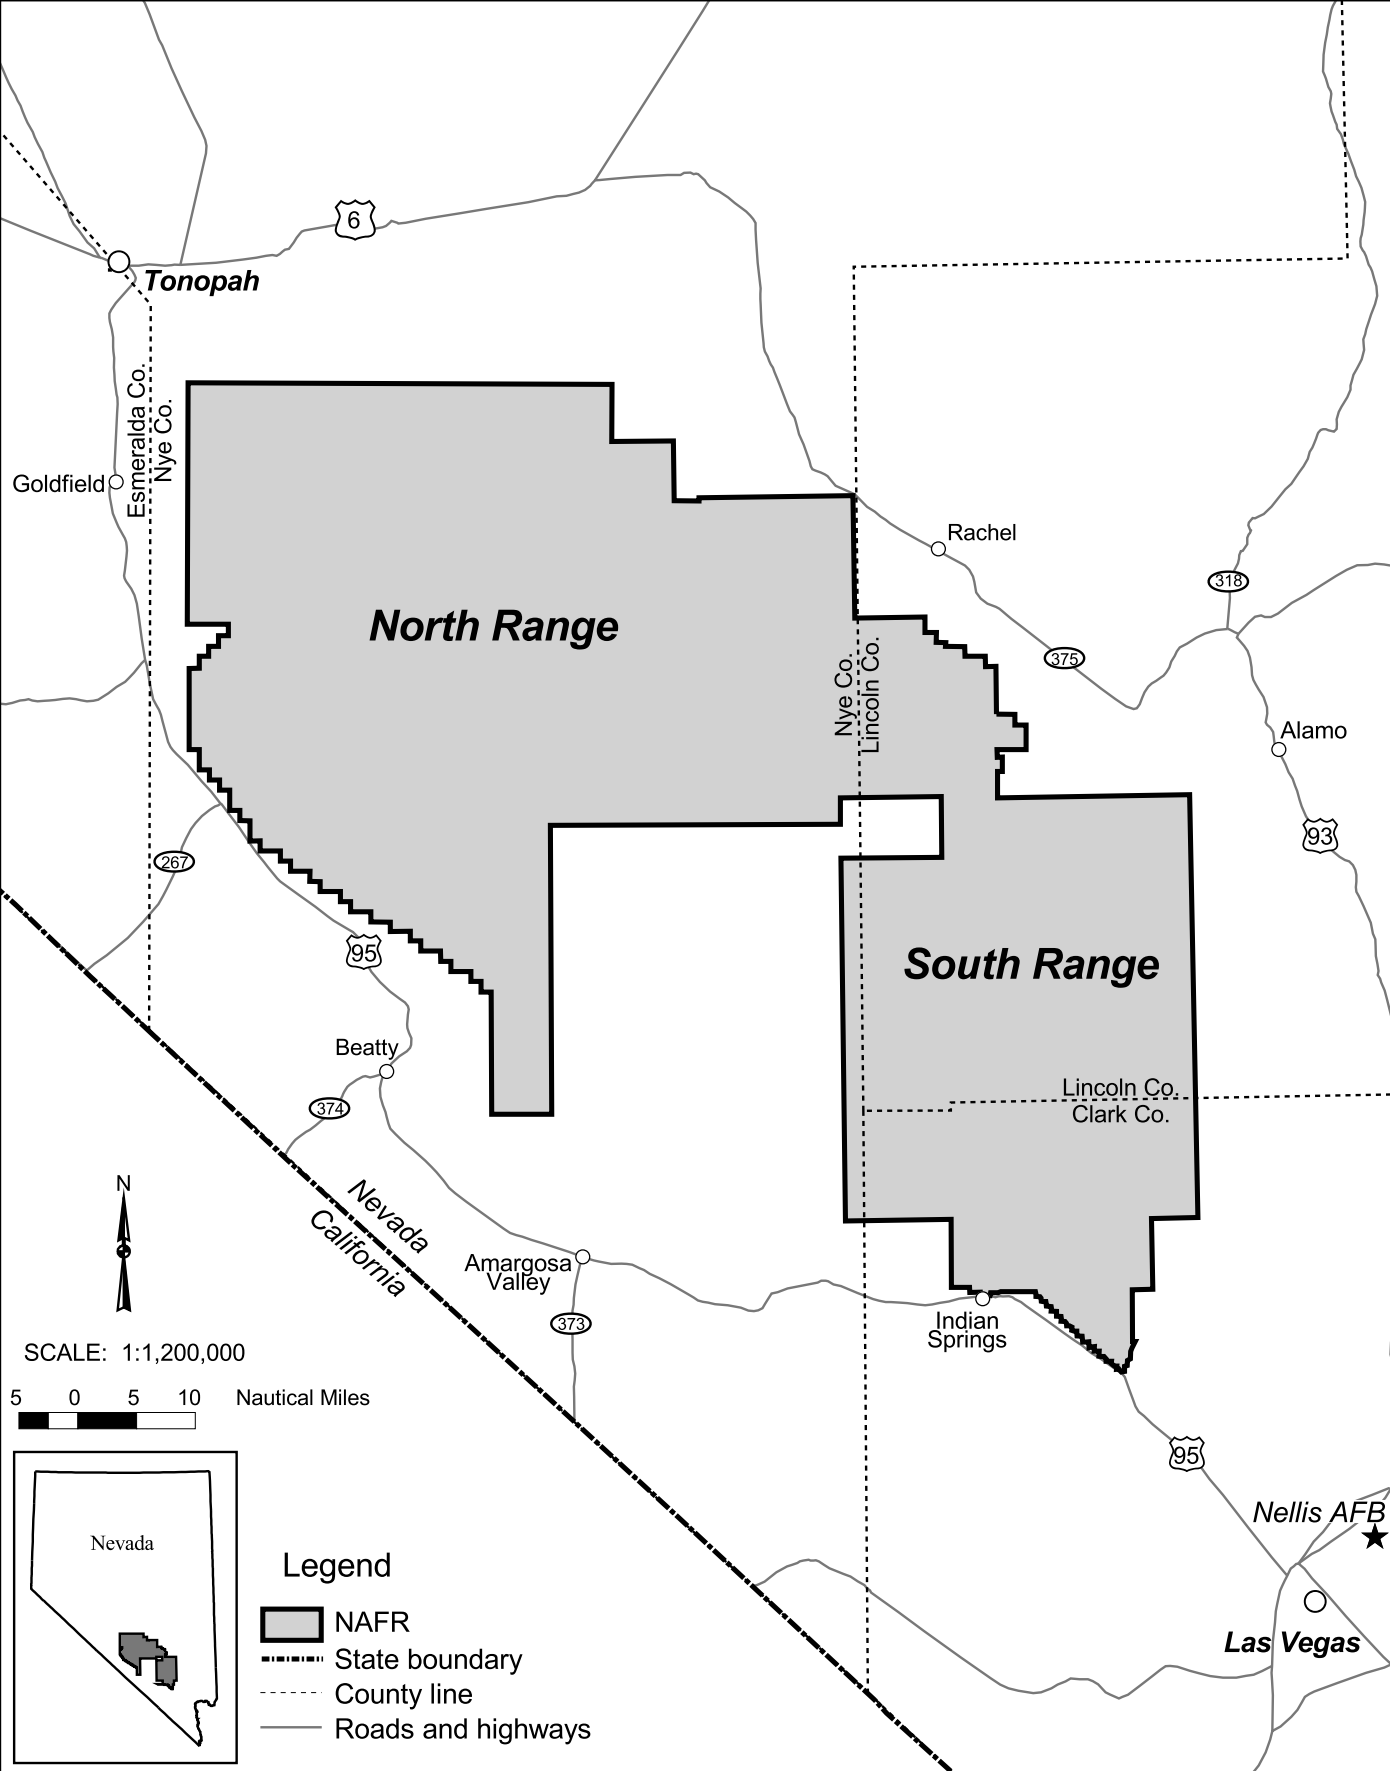 6
Tonopah
Esmeralda Co.
Nye Co.
Goldfield
Rachel
318
North Range
375
Nye Co.
Lincoln Co.
Alamo
93
267
95
South Range
Beatty
Lincoln Co.
374
Clark Co.
N
Nevada
California
Amargosa
Valley
373
Indian
Springs
SCALE: 1:1,200,000
5 0 5 10 Nautical Miles
95
Nellis AFB
Nevada
Legend
NAFR
Las Vegas
State boundary
County line
Roads and highways